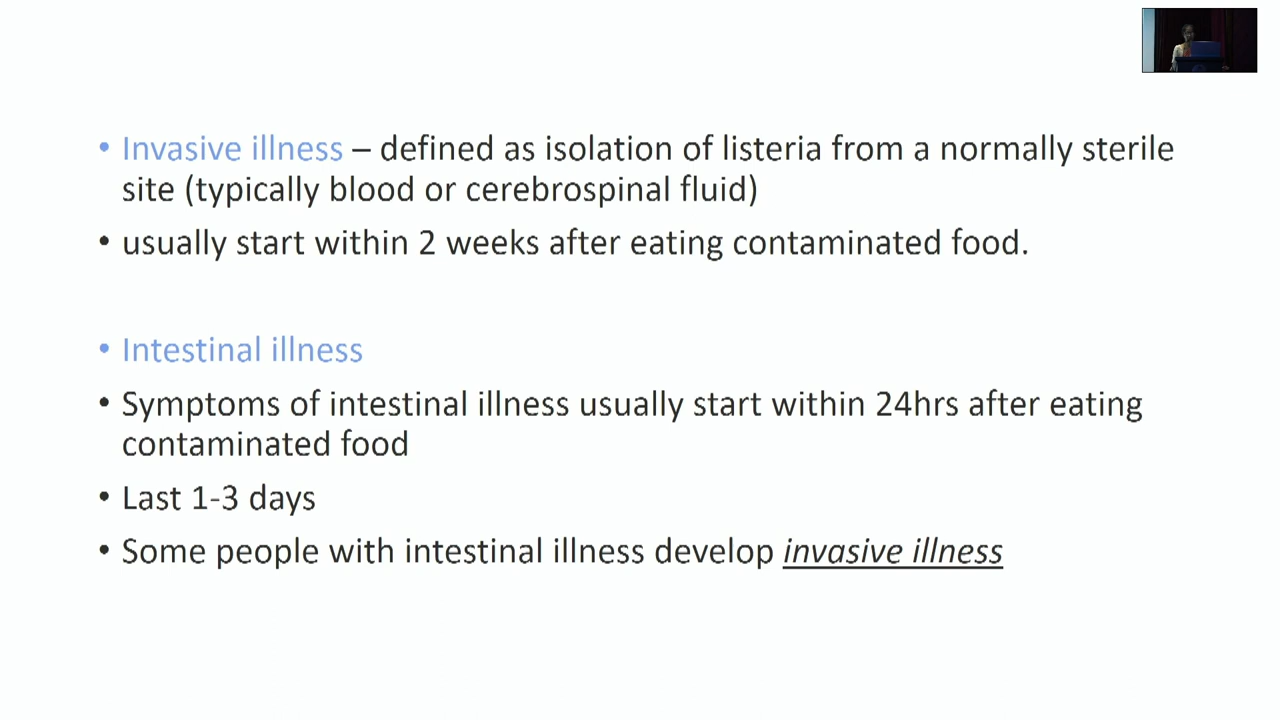 • Invasive illness – defined as isolation of listeria from a normally sterile
site (typically blood or cerebrospinal fluid)
• usually start within 2 weeks after eating contaminated food.
• Intestinal illness
• Symptoms of intestinal illness usually start within 24hrs after eating
contaminated food
• Last 1-3 days
• Some people with intestinal illness develop invasive illness